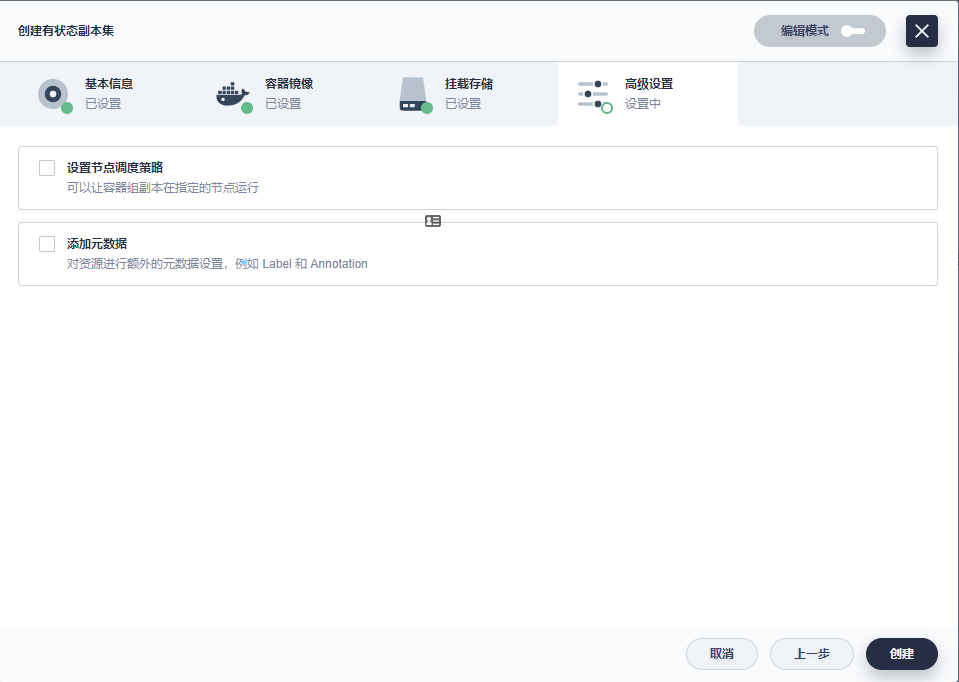 创建有状态副本集
编辑模式
基本信息
已设置
容器镜像
已设置
挂载存储
已设置
高级设置
设置中
设置节点调度策略
可以让容器组副本在指定的节点运行
添加元数据
对资源进行额外的元数据设置，例如 Label 和 Annotation
取消
上一步
创建